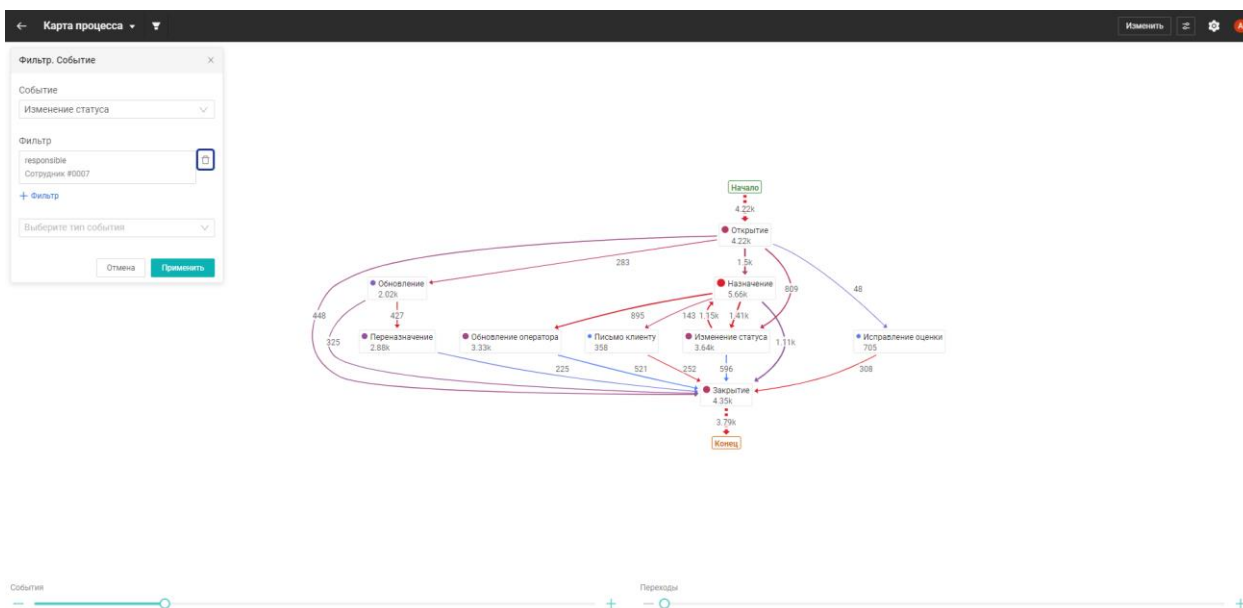 Карта процесса
Изменить
Фильтр. Событие
Событие
Изменение статуса
Фильтр
responsible
Сотрудник #0007
+ Фильтр
Выберите тип события
Отмена
Применить
Начало
4.22k
Открытие
4.22k
283
1.5k
809
48
Обновление
2.02k
Назначение
5.66k
448
325
427
895
143
1.15k
1.41k
1.11k
Переназначение
2.88k
Обновление оператора
3.33k
Письмо клиенту
358
Изменение статуса
3.64k
Исправление оценки
705
225
521
252
596
308
Закрытие
4.35k
3.79k
Конец
События
Переходы